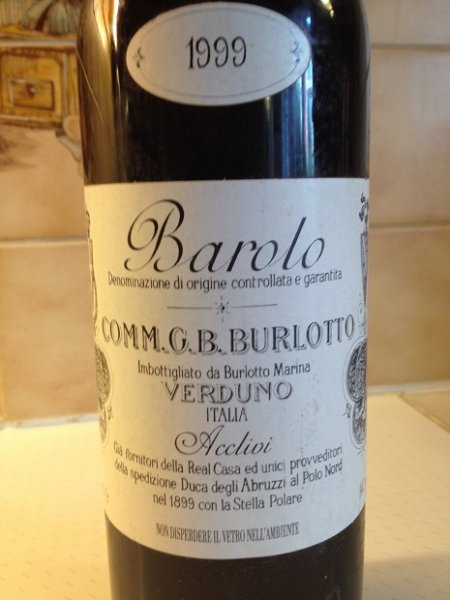 1999
Barolo
Denominazione di origine controllata e garantita
COMM.G.B.BURLOTTO
Imbottigliato da Burlotto Marina
VERDUNO
ITALIA
Acclivi
Già fornitori della Real Casa ed unici provveditori
della spedizione Duca degli Abruzzi al Polo Nord
nel 1899 con la Stella Polare
NON DISPERDERE IL VETRO NELL'AMBIENTE